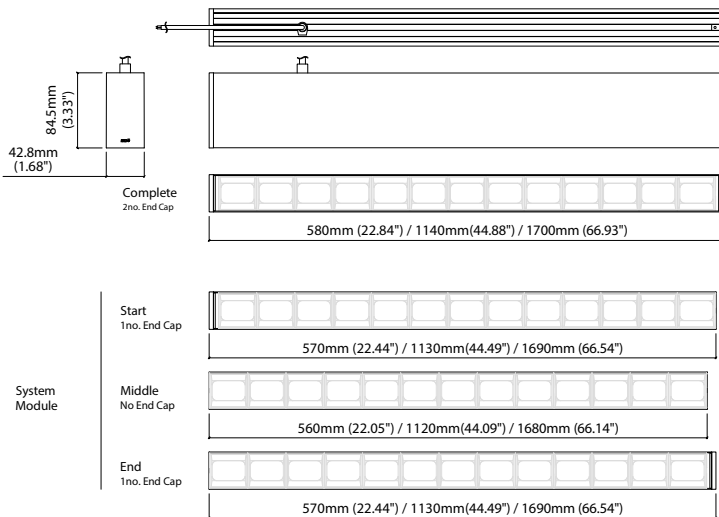 84.5mm
(3.33")
42.8mm
(1.68")
Complete
2no. End Cap
580mm (22.84") / 1140mm(44.88") / 1700mm (66.93")
Start
1no. End Cap
570mm (22.44") / 1130mm(44.49") / 1690mm (66.54")
System
Module
Middle
No End Cap
560mm (22.05") / 1120mm(44.09") / 1680mm (66.14")
End
1no. End Cap
570mm (22.44") / 1130mm(44.49") / 1690mm (66.54")